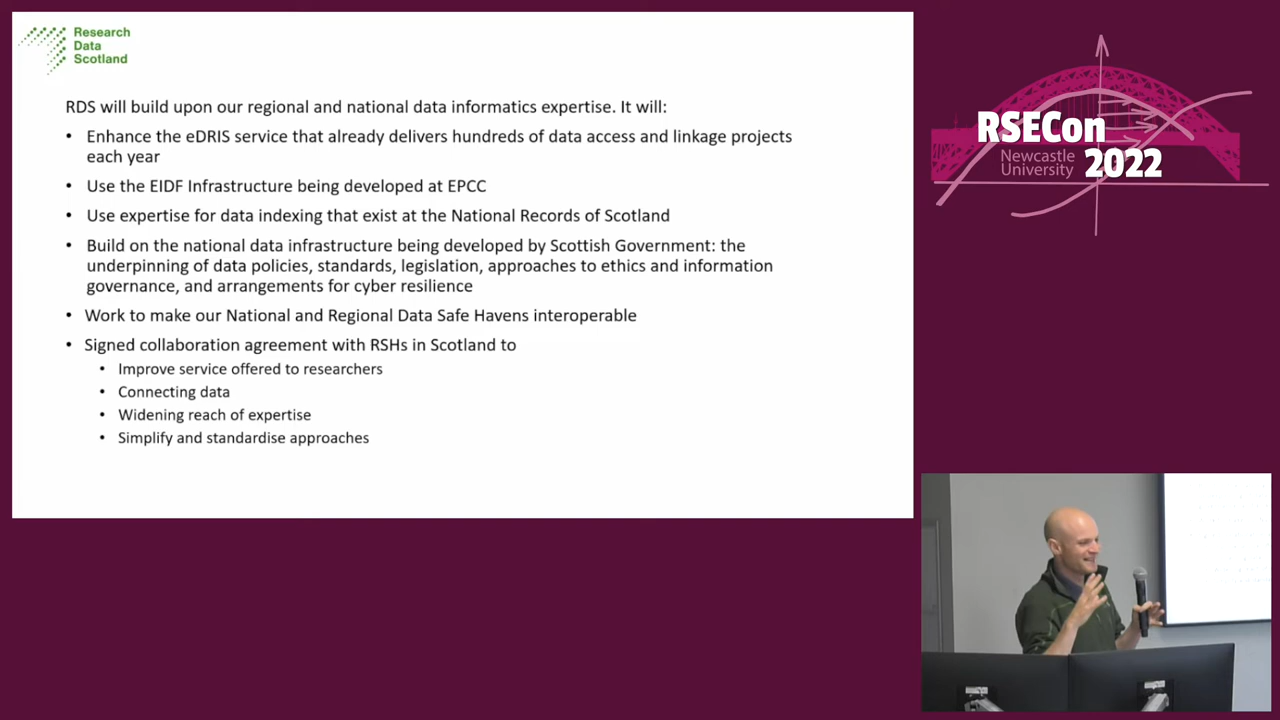 Research
Data
Scotland
RDS will build upon our regional and national data informatics expertise. It will:
• Enhance the eDRIS service that already delivers hundreds of data access and linkage projects
each year
• Use the EIDF Infrastructure being developed at EPCC
• Use expertise for data indexing that exist at the National Records of Scotland
• Build on the national data infrastructure being developed by Scottish Government: the
underpinning of data policies, standards, legislation, approaches to ethics and information
governance, and arrangements for cyber resilience
• Work to make our National and Regional Data Safe Havens interoperable
• Signed collaboration agreement with RSHs in Scotland to
• Improve service offered to researchers
• Connecting data
• Widening reach of expertise
• Simplify and standardise approaches
RSECon
Newcastle
University
2022